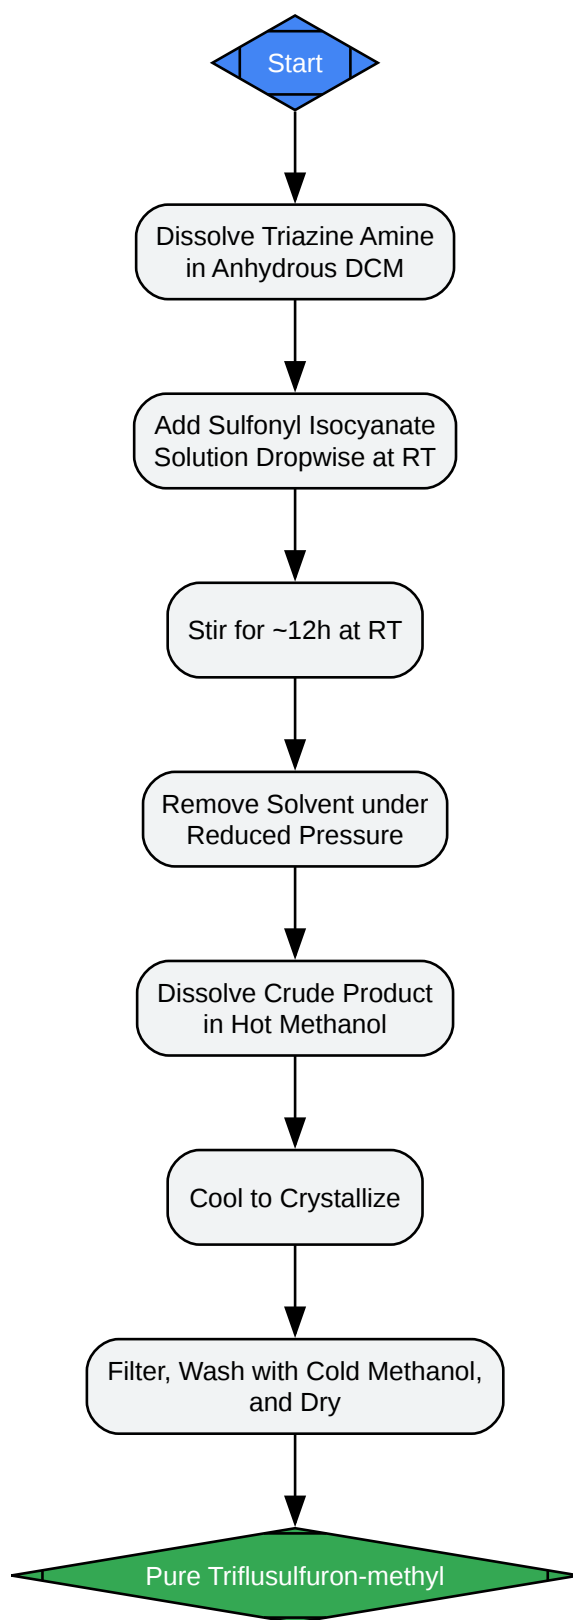 Start
Dissolve Triazine Amine
in Anhydrous DCM
Add Sulfonyl Isocyanate
Solution Dropwise at RT
Stir for ~12h at RT
Remove Solvent under
Reduced Pressure
Dissolve Crude Product
in Hot Methanol
Cool to Crystallize
Filter, Wash with Cold Methanol,
and Dry
Pure Triflusulfuron-methyl